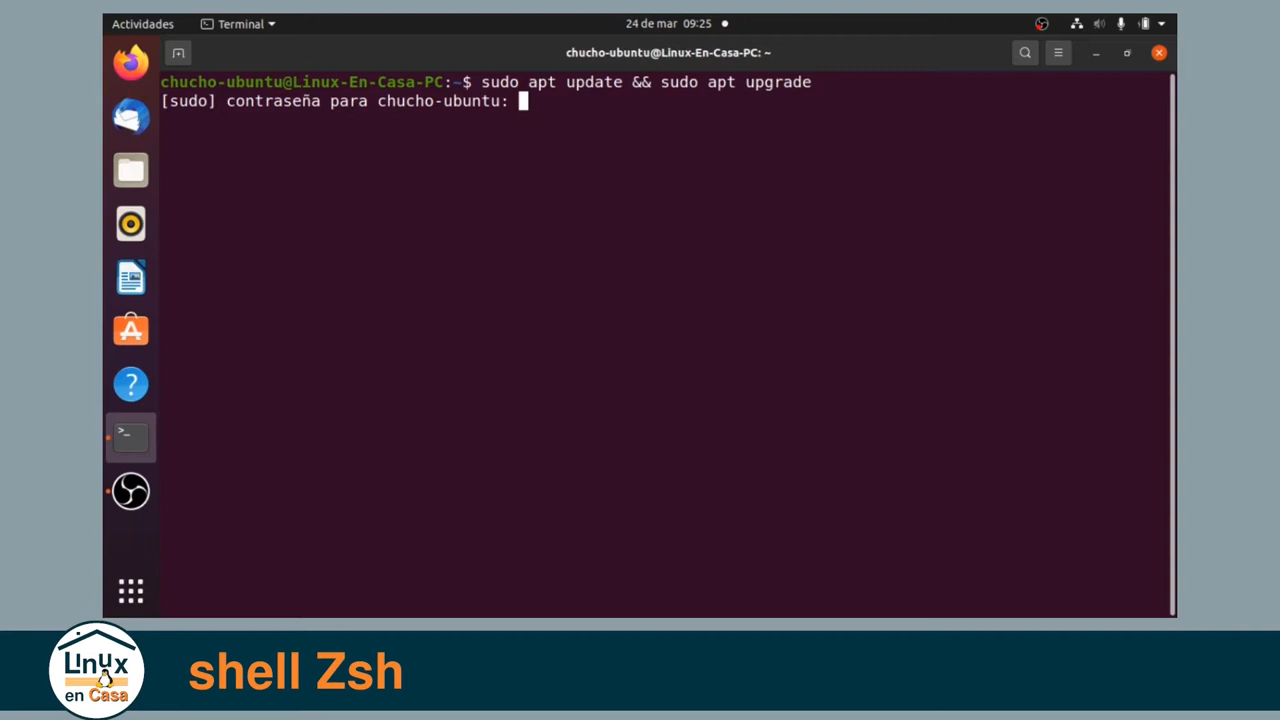 Actividades Terminal 24 de mar 09:25
chucho-ubuntu@Linux-En-Casa-PC: ~
chucho-ubuntu@Linux-En-Casa-PC:~$ sudo apt update && sudo apt upgrade
[sudo] contraseña para chucho-ubuntu:
Linux
en Casa
shell Zsh